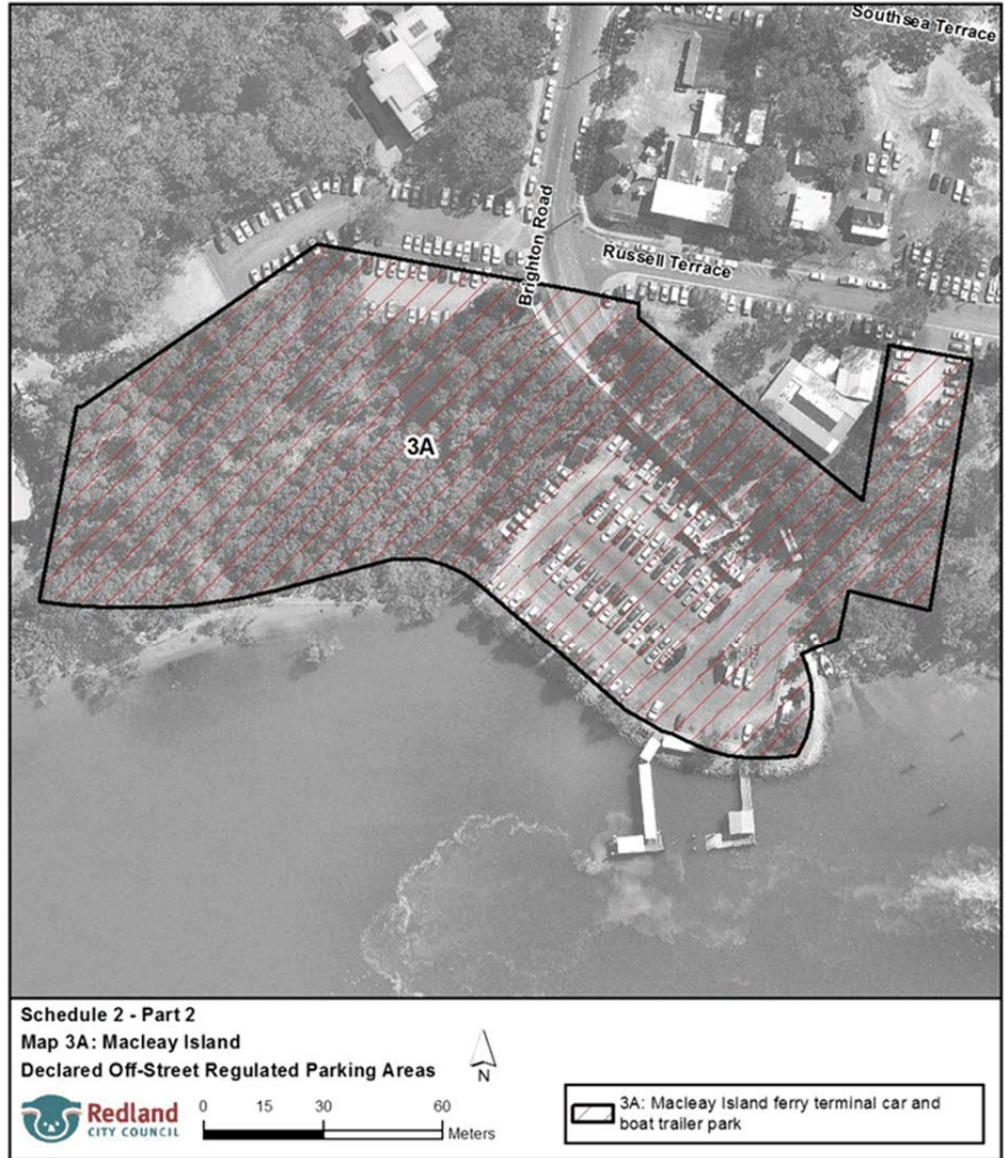 Southsea Terrace
Brighton Road
Russell Terrace
3A
Schedule 2 - Part 2
Map 3A: Macleay Island
Declared Off-Street Regulated Parking Areas
N
Redland
CITY COUNCIL
0 15 30 60
Meters
3A: Macleay Island ferry terminal car and
boat trailer park